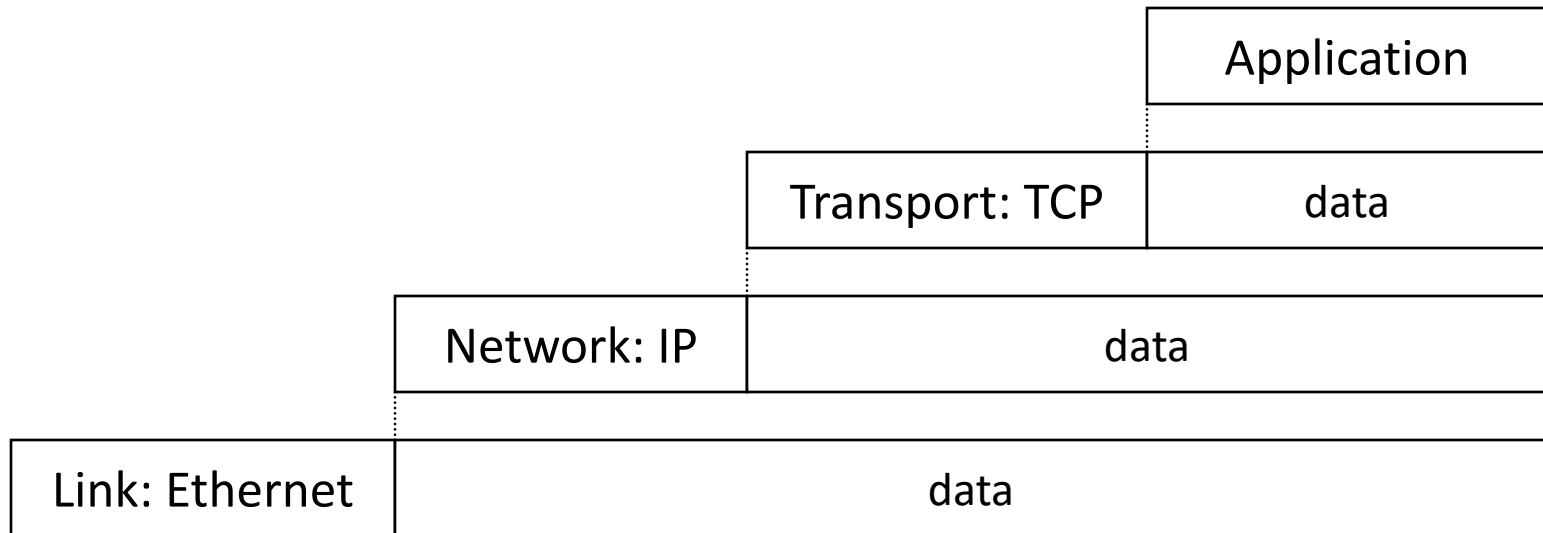 Application
Transport: TCP data
Network: IP data
Link: Ethernet data